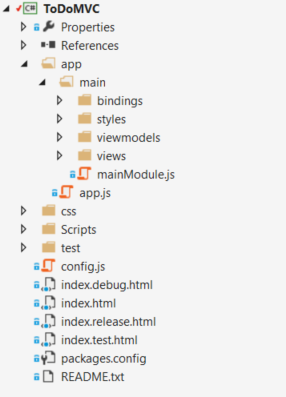 C# ToDoMVC
Properties
References
app
main
bindings
styles
viewmodels
views
mainModule.js
app.js
css
Scripts
test
config.js
index.debug.html
index.html
index.release.html
index.test.html
packages.config
README.txt